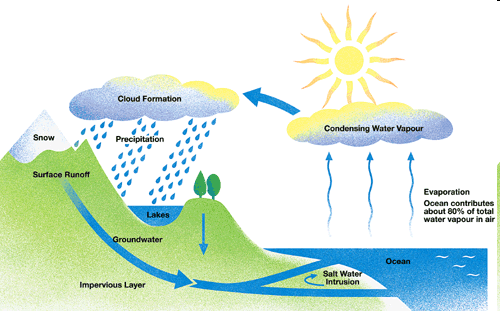 Cloud Formation
Condensing Water Vapour
Snow
Precipitation
Surface Runoff
Evaporation
Ocean contributes
about 80% of total
water vapour in air
Lakes
Groundwater
Ocean
Salt Water
Intrusion
Impervious Layer